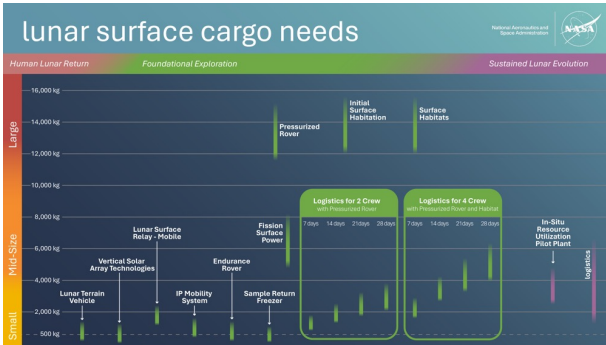 lunar surface cargo needs
National Aeronautics and
Space Administration
NASA
Human Lunar Return
Foundational Exploration
Sustained Lunar Evolution
Large
Mid-Size
Small
16,000 kg
14,000 kg
12,000 kg
10,000 kg
8,000 kg
6,000 kg
4,000 kg
2,000 kg
500 kg
Lunar Terrain
Vehicle
Vertical Solar
Array Technologies
Lunar Surface
Relay - Mobile
IP Mobility
System
Endurance
Rover
Sample Return
Freezer
Fission
Surface
Power
Pressurized
Rover
Initial
Surface
Habitation
Surface
Habitats
Logistics for 2 Crew
with Pressurized Rover
7 days 14 days 21 days 28 days
Logistics for 4 Crew
with Pressurized Rover and Habitat
7 days 14 days 21 days 28 days
In-Situ
Resource
Utilization
Pilot Plant
logistics